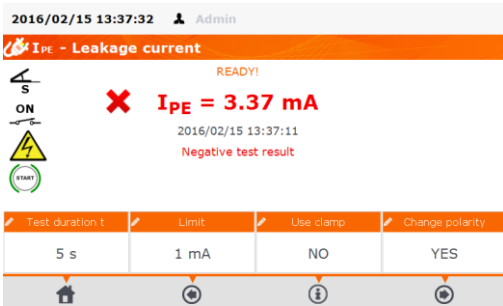 2016/02/15 13:37:32 Admin
IPE - Leakage current
READY!
S
ON
IPE = 3.37 mA
2016/02/15 13:37:11
Negative test result
START
Test duration t Limit Use clamp Change polarity
5 s 1 mA NO YES